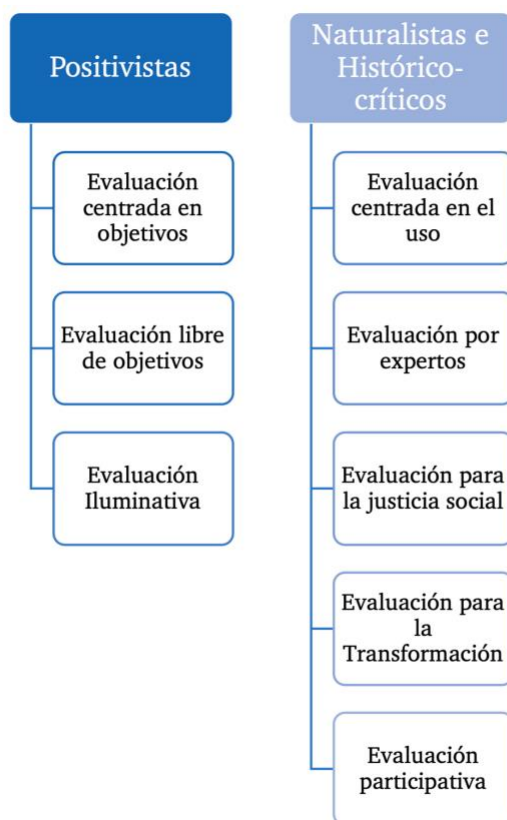 Positivistas
Evaluación
centrada en
objetivos
Evaluación libre
de objetivos
Evaluación
Iluminativa
Naturalistas e
Histórico-
críticos
Evaluación
centrada en el
uso
Evaluación por
expertos
Evaluación para
la justicia social
Evaluación para
la
Transformación
Evaluación
participativa